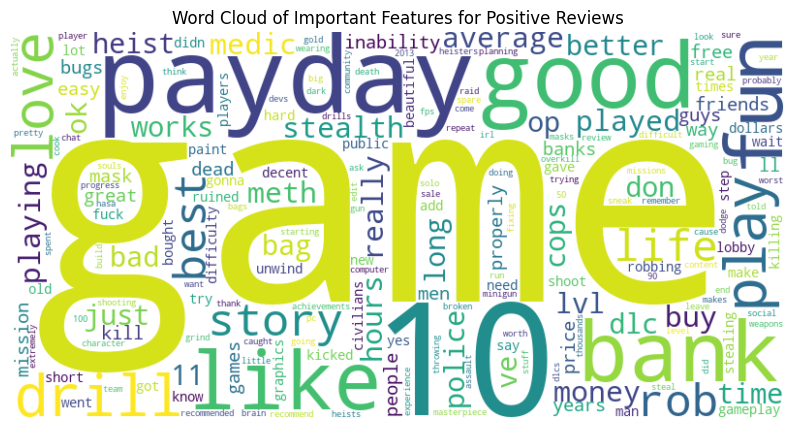 Word Cloud of Important Features for Positive Reviews
game
payday
good
10
fun
play
love
like
bank
drill
story
best
life
rob
heist
medic
inability
average
better
free
real
times
friends
guys
way
dollars
wait
ll
step
lobby
killing
bugs
lot
easy
ok
works
stealth
op
played
banks
gave
don
cops
beautiful
public
players
hard
didn
think
player
actually
gold
wearing
big
dark
enjoy
devs
drills
death
community
2013
heisters
planning
raid
spare
come
fps
repeat
irl
masks
review
overkill
trying
difficult
missions
gaming
bug
look
start
sure
year
probably
pretty
chat
cook
paint
dead
gonna
ruined
meth
decent
mask
souls
progress
great
hasa
fuck
spent
bought
playing
bad
just
kill
old
build
shooting
100
character
extremely
mission
short
went
team
know
got
grind
try
want
thank
achievements
pc
going
caught
little
games
graphics
kicked
11
recommended
brain
recommend
heists
difficulty
bag
bags
unwind
starting
new
computer
hours
civilians
people
men
yes
experience
masterpiece
minigun
broken
throwing
assault
police
long
add
solo
sale
ask
edit
gun
really
properly
need
run
doing
fixing
say
ve
worth
stuff
dlcs
lvl
price
years
thousands
dlc
buy
money
man
steal
stealing
did
level
time
gameplay
make
makes
end
leave
content
social
weapons
worst
told
dodge
cause
robbing
90
50
sneak
remember
shoot